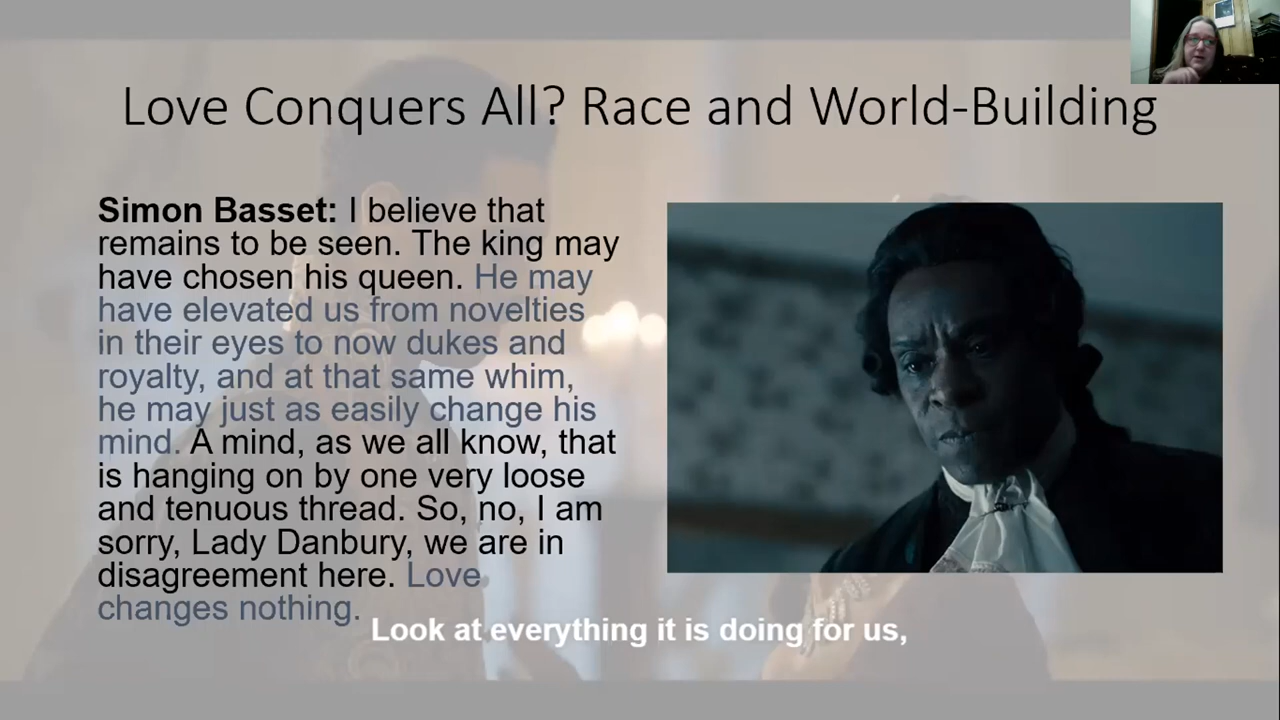 Love Conquers All? Race and World-Building
Simon Basset: I believe that
remains to be seen. The king may
have chosen his queen. He may
have elevated us from novelties
in their eyes to now dukes and
royalty, and at that same whim,
he may just as easily change his
mind. A mind, as we all know, that
is hanging on by one very loose
and tenuous thread. So, no, I am
sorry, Lady Danbury, we are in
disagreement here. Love
changes nothing.
Look at everything it is doing for us,